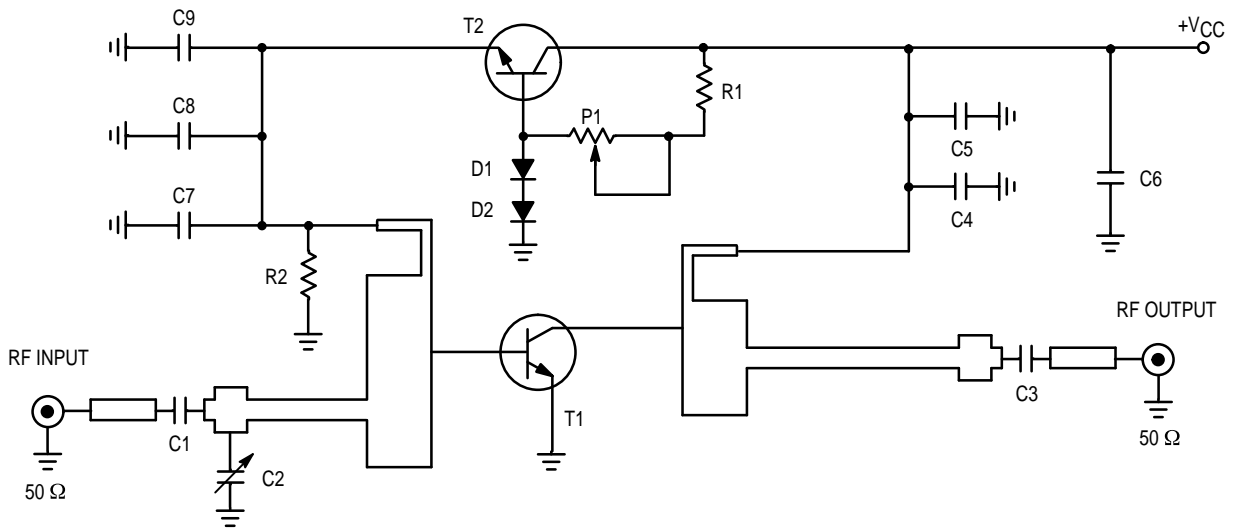 C9
T2
+VCC
C8
R1
P1
C5
D1
C7
D2
C4
C6
R2
RF OUTPUT
RF INPUT
C3
T1
C1
50 Ω
C2
50 Ω